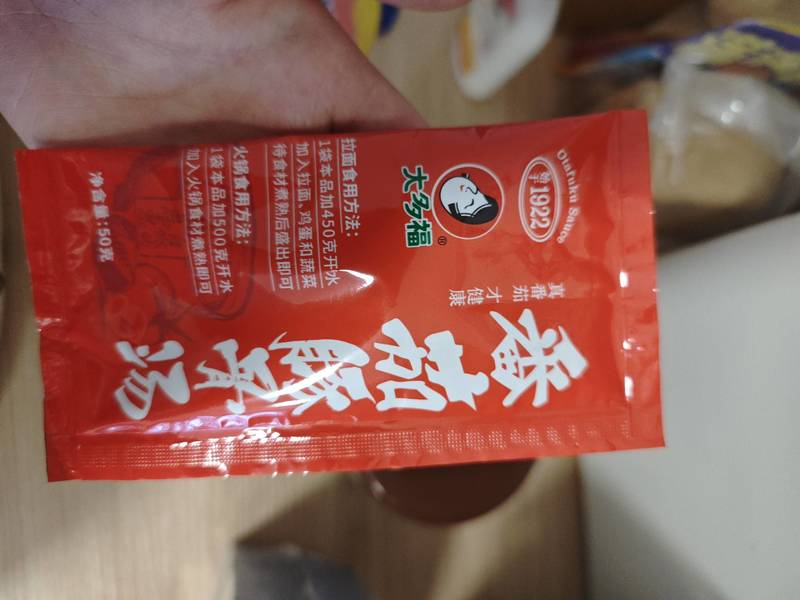 Otafuku Sauce
始于1922
大多福®
真番茄才健康
番茄豚骨汤
拉面食用方法:
1袋本品加450克开水
加入拉面,鸡蛋和蔬菜
待食材煮熟后盛出即可
火锅食用方法:
1袋本品加500克开水
加入火锅食材煮熟即可
净含量:50克